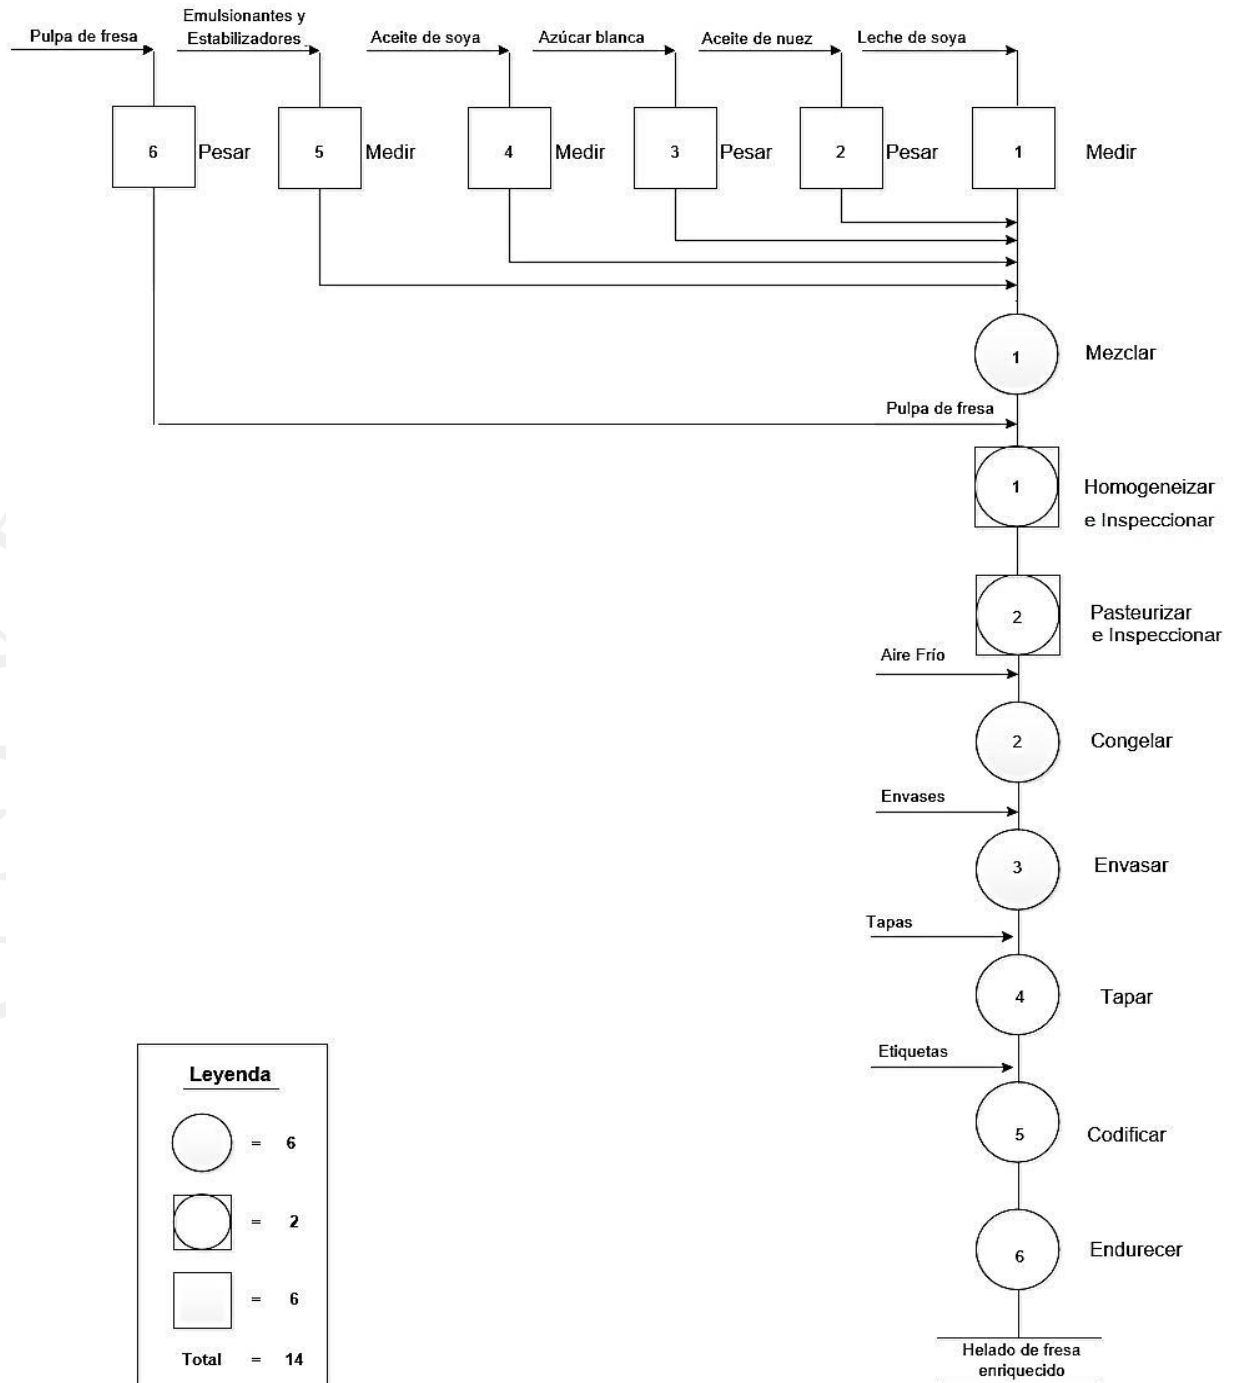 Pulpa de fresa
Emulsionantes y
Estabilizadores
Aceite de soya
Azúcar blanca
Aceite de nuez
Leche de soya
6
Pesar
5
Medir
4
Medir
3
Pesar
2
Pesar
1
Medir
1
Mezclar
Pulpa de fresa
1
Homogeneizar
e Inspeccionar
2
Pasteurizar
e Inspeccionar
Aire Frío
2
Congelar
Envases
3
Envasar
Tapas
4
Tapar
Etiquetas
5
Codificar
6
Endurecer
Helado de fresa
enriquecido
Leyenda
= 6
= 2
= 6
Total = 14